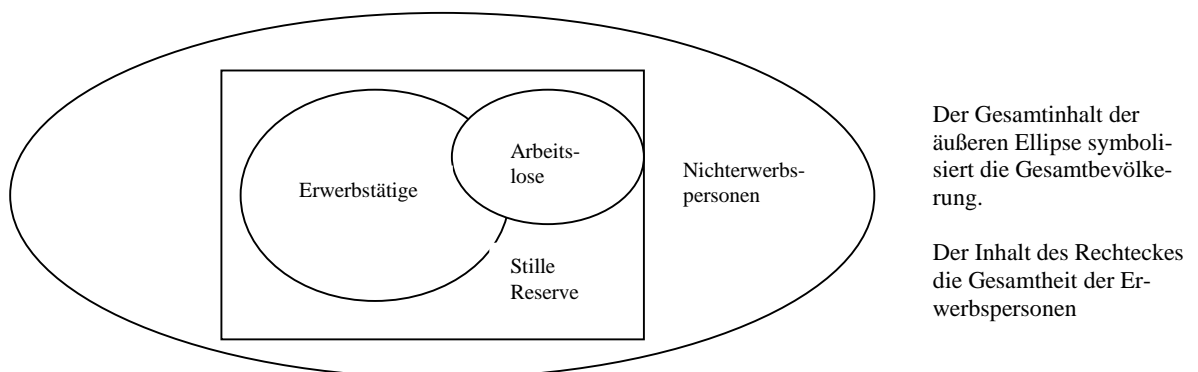 Erwerbstätige
Arbeits-
lose
Stille
Reserve
Nichterwerbs-
personen
Der Gesamtinhalt der
äußeren Ellipse symboli-
siert die Gesamtbevölke-
rung.
Der Inhalt des Rechteckes
die Gesamtheit der Er-
werbspersonen